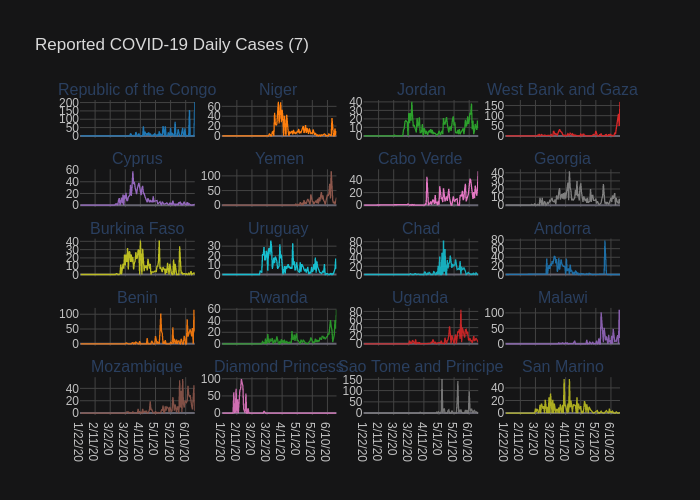 Reported COVID-19 Daily Cases (7)
Republic of the Congo Niger Jordan West Bank and Gaza
200 150 100 50 0 60 40 20 0 40 20 0 150 100 50 0
Cyprus Yemen Cabo Verde Georgia
60 40 20 0 100 50 0 40 20 0 40 30 20 10 0
Burkina Faso Uruguay Chad Andorra
40 30 20 10 0 30 20 10 0 80 60 40 20 0 80 60 40 20 0
Benin Rwanda Uganda Malawi
100 50 0 60 40 20 0 80 60 40 20 0 100 50 0
Mozambique Diamond Princess Sao Tome and Principe San Marino
40 20 0 100 50 0 150 100 50 0 40 20 0
1/22/20 2/11/20 3/2/20 3/22/20 4/11/20 5/1/20 5/21/20 6/10/20 1/22/20 2/11/20 3/2/20 3/22/20 4/11/20 5/1/20 5/21/20 6/10/20 1/22/20 2/11/20 3/2/20 3/22/20 4/11/20 5/1/20 5/21/20 6/10/20 1/22/20 2/11/20 3/2/20 3/22/20 4/11/20 5/1/20 5/21/20 6/10/20